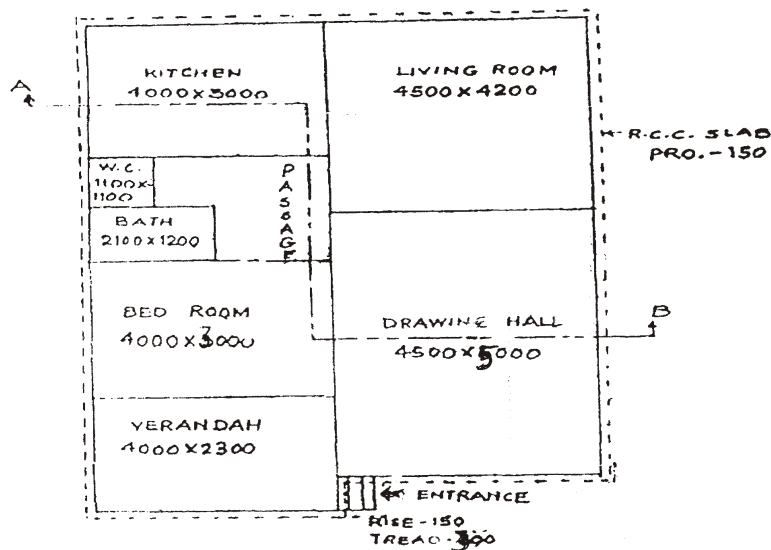 KITCHEN
4000X3000
LIVING ROOM
4500X4200
A
R.C.C. SLAB
PRO.-150
W.C.
1100X
1100
PASSAGE
BATH
2100X1200
BED ROOM
4000X3000
DRAWINE HALL
4500X5000
B
VERANDAH
4000X2300
ENTRANCE
RISE-150
TREAD-300